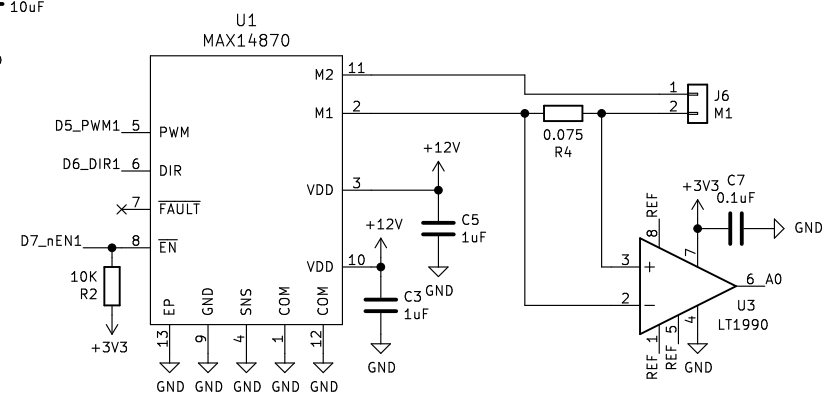 10uF
U1
MAX14870
M2 11
M1 2
1 J6
2 M1
0.075
R4
D5_PWM1 5 PWM
D6_DIR1 6 DIR
7 FAULT
D7_nEN1 8 EN
10K
R2
+3V3
+12V
VDD 3
C5
1uF
GND
+12V
VDD 10
C3
1uF
GND
EP GND SNS COM COM
13 9 4 1 12
GND GND GND GND GND
+3V3
C7
0.1uF
GND
8 REF
7
3 +
2 −
6 A0
U3
LT1990
REF 1
REF 5
4
GND